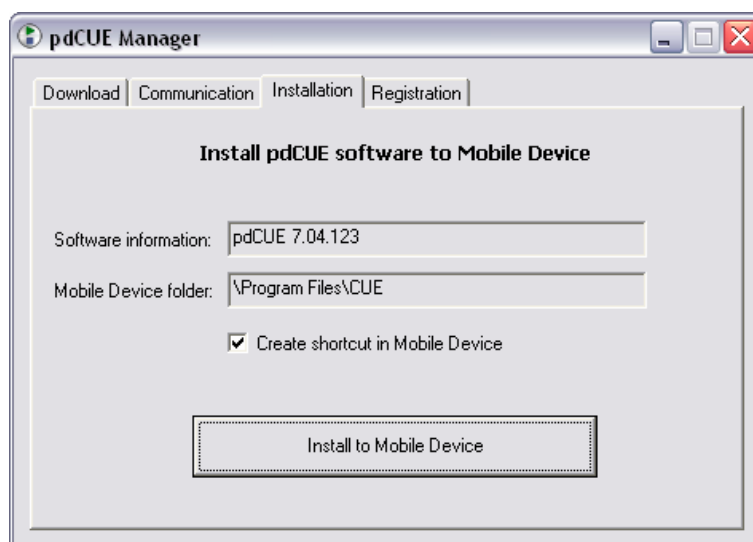 pdCUE Manager
Download Communication Installation Registration
Install pdCUE software to Mobile Device
Software information: pdCUE 7.04.123
Mobile Device folder: \Program Files\CUE
Create shortcut in Mobile Device
Install to Mobile Device